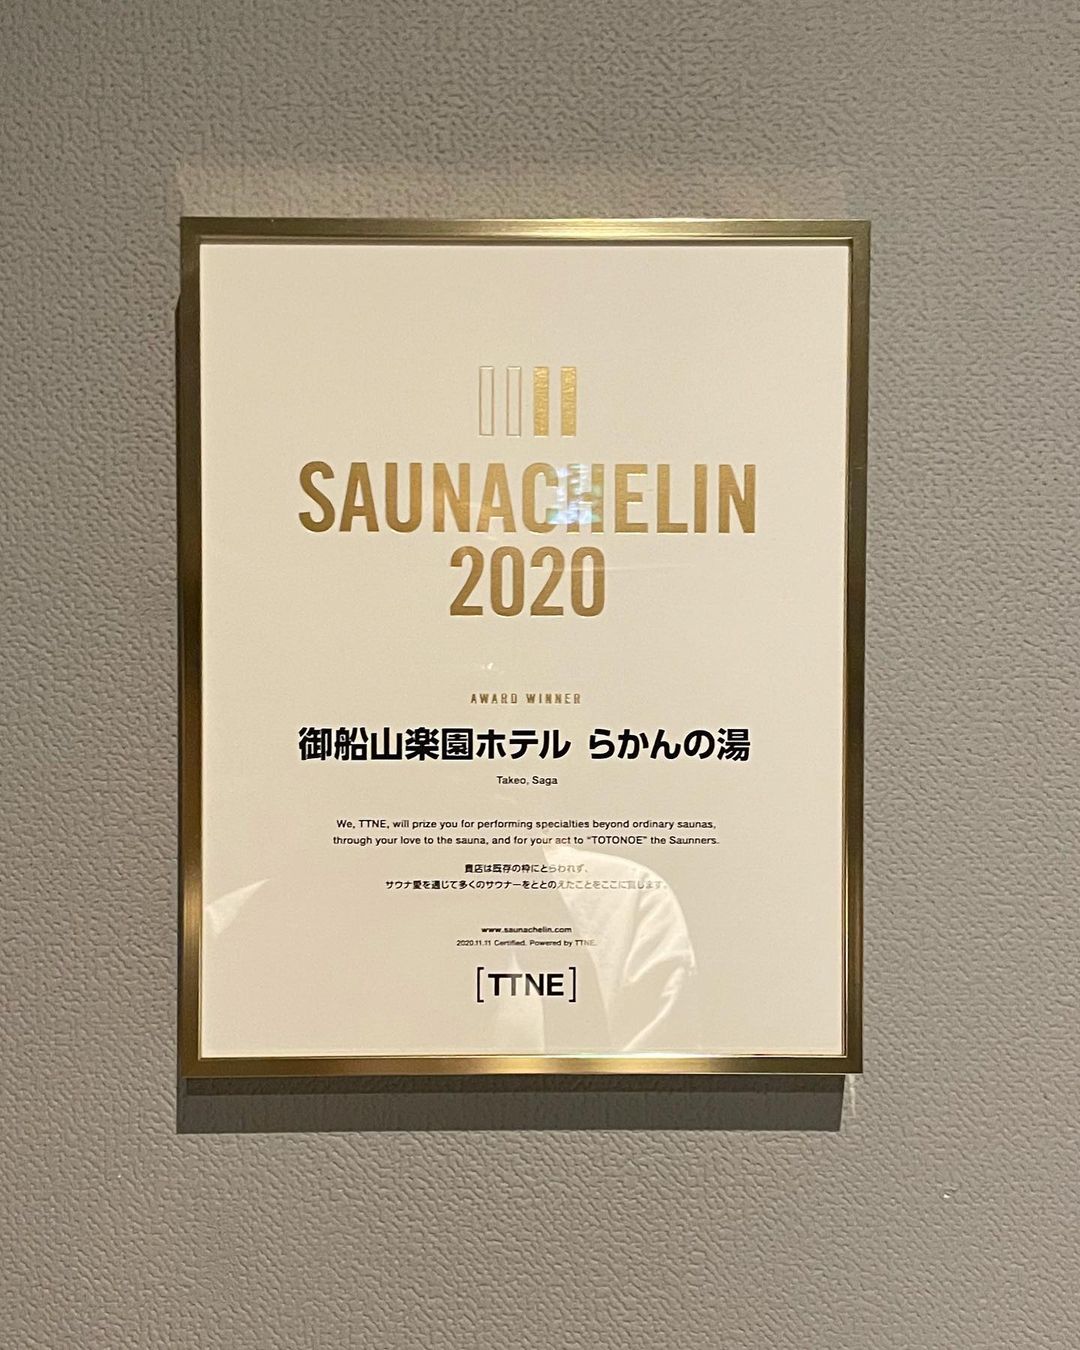 SAUNACHELIN
2020
AWARD WINNER
御船山楽園ホテル らかんの湯
Takeo, Saga
We, TTNE, will prize you for performing specialties beyond ordinary saunas,
through your love to the sauna, and for your act to “TOTONOE” the Saunners.
貴店は既存の枠にとらわれず、
サウナ愛を通じて多くのサウナーをととのえたことをここに賞します。
www.saunachelin.com
2020.11.11 Certified. Powered by TTNE.
[TTNE]